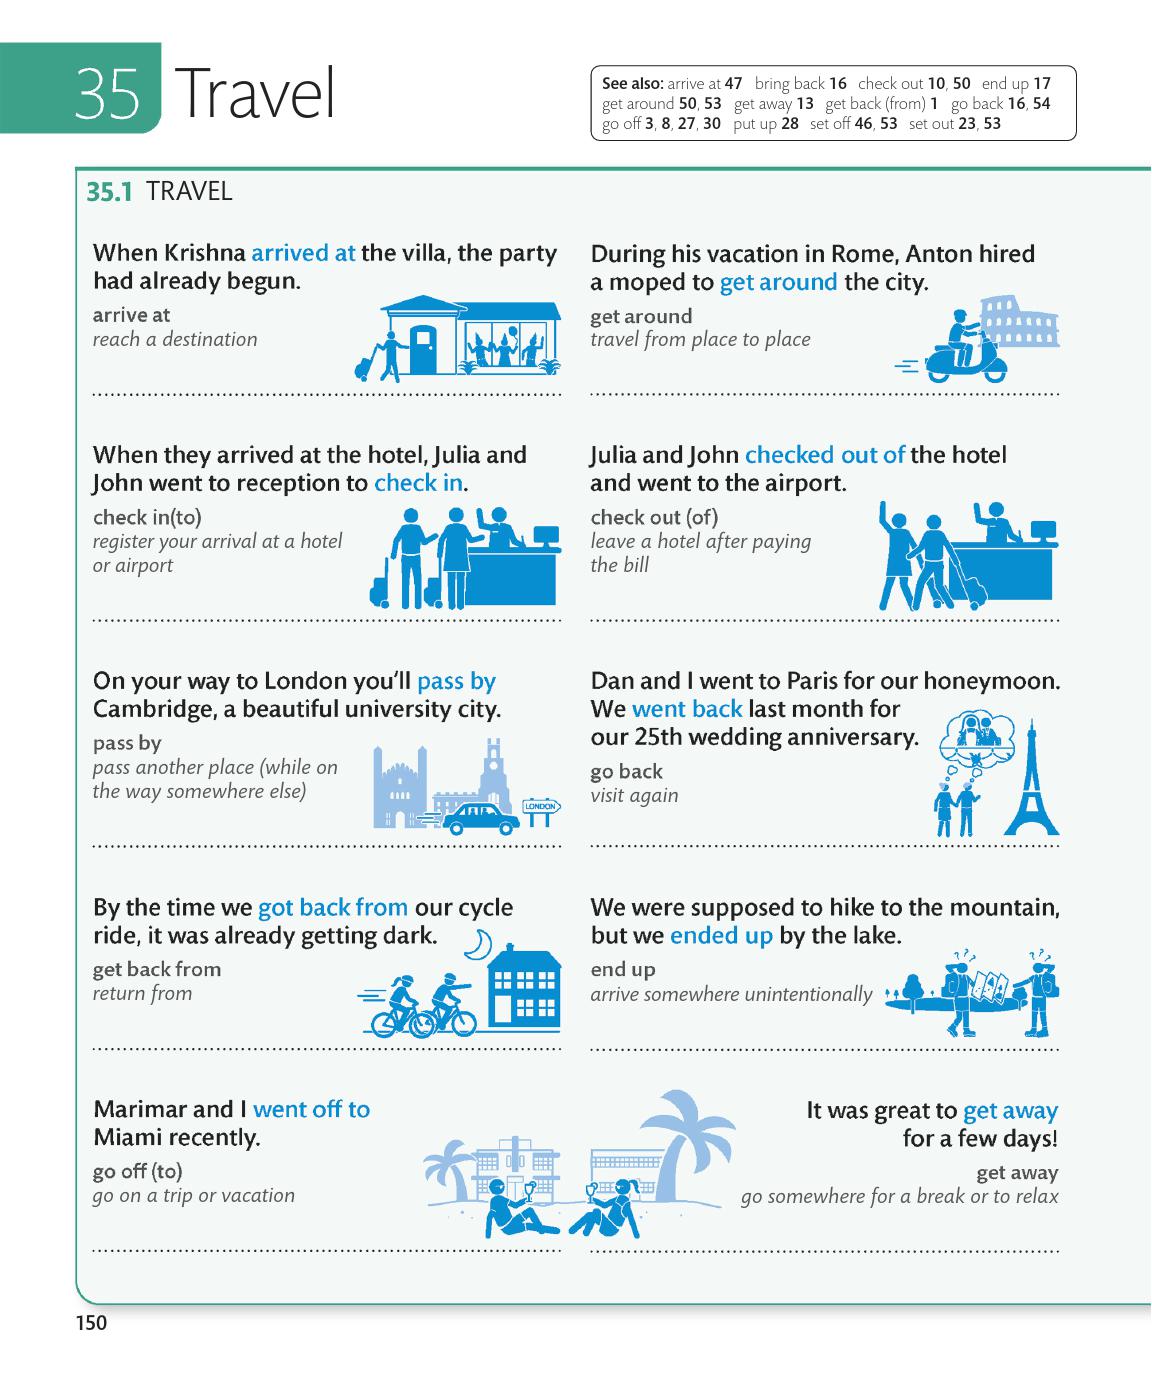 35 Travel
See also: arrive at 47 bring back 16 check out 10, 50 end up 17
get around 50, 53 get away 13 get back (from) 1 go back 16, 54
go off 3, 8, 27, 30 put up 28 set off 46, 53 set out 23, 53
35.1 TRAVEL
When Krishna arrived at the villa, the party
had already begun.
arrive at
reach a destination
During his vacation in Rome, Anton hired
a moped to get around the city.
get around
travel from place to place
When they arrived at the hotel, Julia and
John went to reception to check in.
check in(to)
register your arrival at a hotel
or airport
Julia and John checked out of the hotel
and went to the airport.
check out (of)
leave a hotel after paying
the bill
On your way to London you'll pass by
Cambridge, a beautiful university city.
pass by
pass another place (while on
the way somewhere else)
LONDON
Dan and I went to Paris for our honeymoon.
We went back last month for
our 25th wedding anniversary.
go back
visit again
By the time we got back from our cycle
ride, it was already getting dark.
get back from
return from
We were supposed to hike to the mountain,
but we ended up by the lake.
end up
arrive somewhere unintentionally
? ? ?
? ? ?
Marimar and I went off to
Miami recently.
go off (to)
go on a trip or vacation
It was great to get away
for a few days!
get away
go somewhere for a break or to relax
150